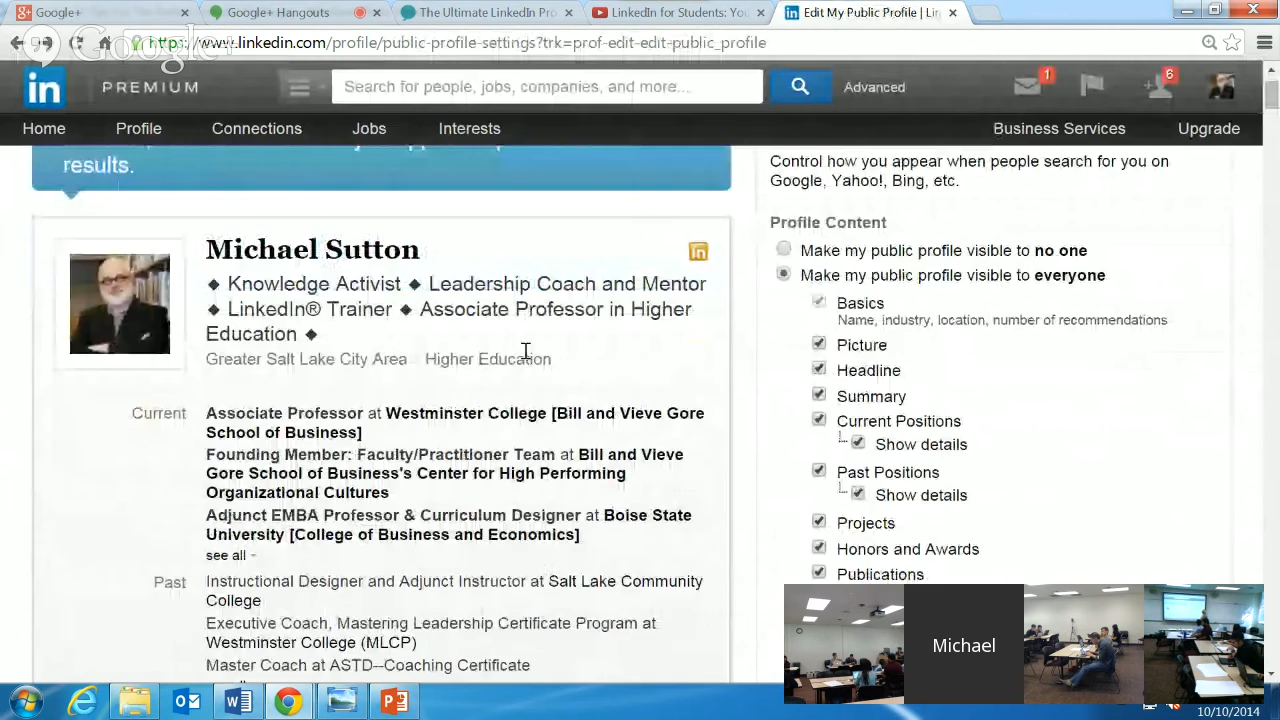 Google+
Google+ Hangouts
The Ultimate LinkedIn Pro
LinkedIn for Students: Yo
Edit My Public Profile | Lin
https://www.linkedin.com/profile/public-profile-settings?trk=prof-edit-edit-public_profile
Google+
in PREMIUM
Search for people, jobs, companies, and more...
Advanced
1
6
Home Profile Connections Jobs Interests
Business Services Upgrade
results.
Control how you appear when people search for you on
Google, Yahoo!, Bing, etc.
Profile Content
Make my public profile visible to no one
Make my public profile visible to everyone
Basics
Name, industry, location, number of recommendations
Picture
Headline
Summary
Current Positions
Show details
Past Positions
Show details
Projects
Honors and Awards
Publications
Michael Sutton
in
◆ Knowledge Activist ◆ Leadership Coach and Mentor
◆ LinkedIn® Trainer ◆ Associate Professor in Higher
Education ◆
Greater Salt Lake City Area Higher Education
Current
Associate Professor at Westminster College [Bill and Vieve Gore
School of Business]
Founding Member: Faculty/Practitioner Team at Bill and Vieve
Gore School of Business's Center for High Performing
Organizational Cultures
Adjunct EMBA Professor & Curriculum Designer at Boise State
University [College of Business and Economics]
see all
Past
Instructional Designer and Adjunct Instructor at Salt Lake Community
College
Executive Coach, Mastering Leadership Certificate Program at
Westminster College (MLCP)
Master Coach at ASTD--Coaching Certificate
Michael
10/10/2014